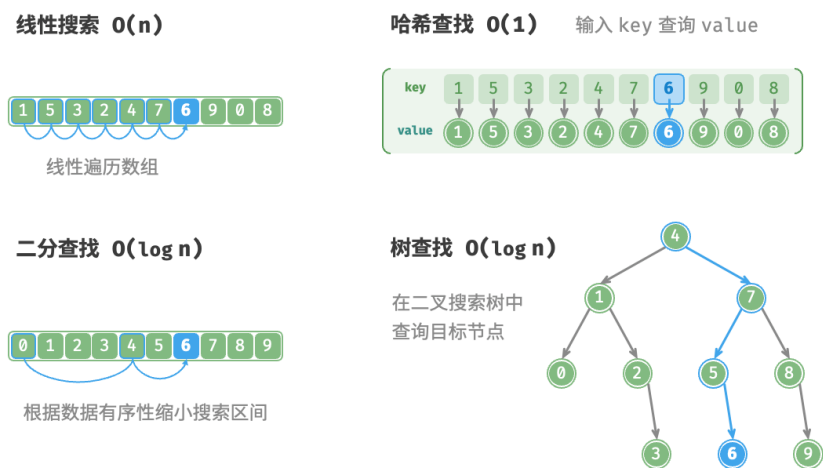 线性搜索 O(n)
1 5 3 2 4 7 6 9 0 8
线性遍历数组
哈希查找 O(1) 输入 key 查询 value
key 1 5 3 2 4 7 6 9 0 8
value 1 5 3 2 4 7 6 9 0 8
二分查找 O(log n)
0 1 2 3 4 5 6 7 8 9
根据数据有序性缩小搜索区间
树查找 O(log n)
在二叉搜索树中
查询目标节点
4
1 7
0 2 5 8
3 6 9